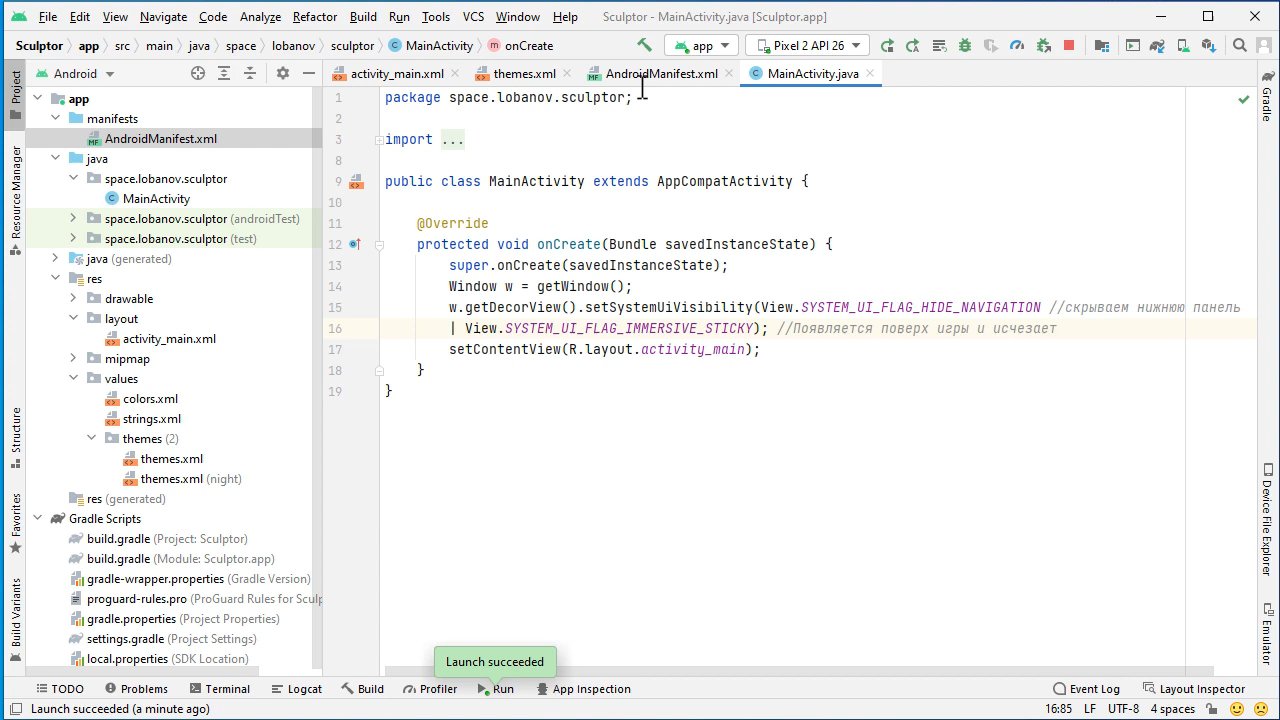 File Edit View Navigate Code Analyze Refactor Build Run Tools VCS Window Help Sculptor - MainActivity.java [Sculptor.app]
Sculptor app src main java space lobanov sculptor MainActivity onCreate app Pixel 2 API 26
Project
Resource Manager
Structure
Favorites
Build Variants
Android
app
manifests
AndroidManifest.xml
java
space.lobanov.sculptor
MainActivity
space.lobanov.sculptor (androidTest)
space.lobanov.sculptor (test)
java (generated)
res
drawable
layout
activity_main.xml
mipmap
values
colors.xml
strings.xml
themes (2)
themes.xml
themes.xml (night)
res (generated)
Gradle Scripts
build.gradle (Project: Sculptor)
build.gradle (Module: Sculptor.app)
gradle-wrapper.properties (Gradle Version)
proguard-rules.pro (ProGuard Rules for Sculp
gradle.properties (Project Properties)
settings.gradle (Project Settings)
local.properties (SDK Location)
activity_main.xml themes.xml AndroidManifest.xml MainActivity.java
1 package space.lobanov.sculptor;
2
3 import ...
8
9 public class MainActivity extends AppCompatActivity {
10
11 @Override
12 protected void onCreate(Bundle savedInstanceState) {
13 super.onCreate(savedInstanceState);
14 Window w = getWindow();
15 w.getDecorView().setSystemUiVisibility(View.SYSTEM_UI_FLAG_HIDE_NAVIGATION //скрываем нижнюю панель
16 | View.SYSTEM_UI_FLAG_IMMERSIVE_STICKY); //Появляется поверх игры и исчезает
17 setContentView(R.layout.activity_main);
18 }
19 }
Gradle
Device File Explorer
Emulator
Launch succeeded
TODO Problems Terminal Logcat Build Profiler Run App Inspection Event Log Layout Inspector
Launch succeeded (a minute ago) 16:85 LF UTF-8 4 spaces